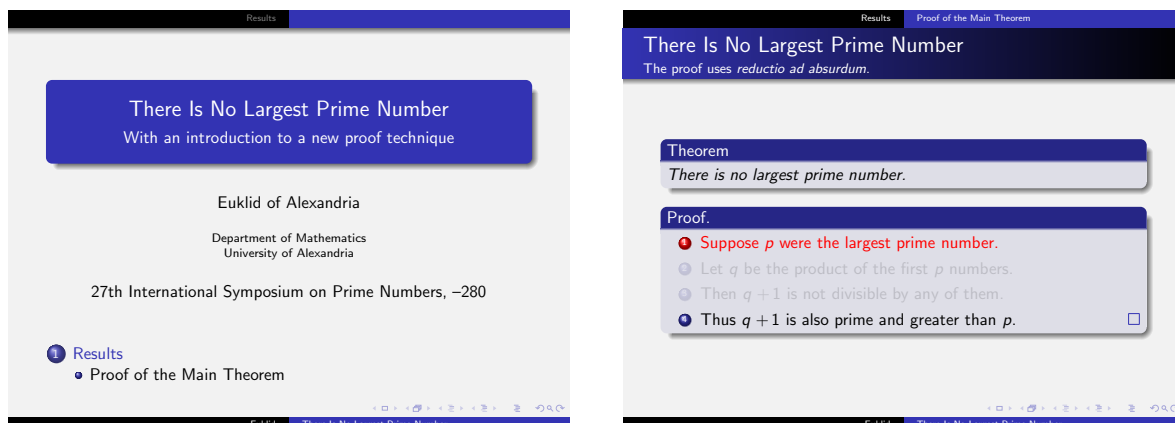 Results
There Is No Largest Prime Number
With an introduction to a new proof technique
Euklid of Alexandria
Department of Mathematics
University of Alexandria
27th International Symposium on Prime Numbers, –280
1 Results
Proof of the Main Theorem
Results Proof of the Main Theorem
There Is No Largest Prime Number
The proof uses reductio ad absurdum.
Theorem
There is no largest prime number.
Proof.
1 Suppose p were the largest prime number.
2 Let q be the product of the first p numbers.
3 Then q + 1 is not divisible by any of them.
4 Thus q + 1 is also prime and greater than p.